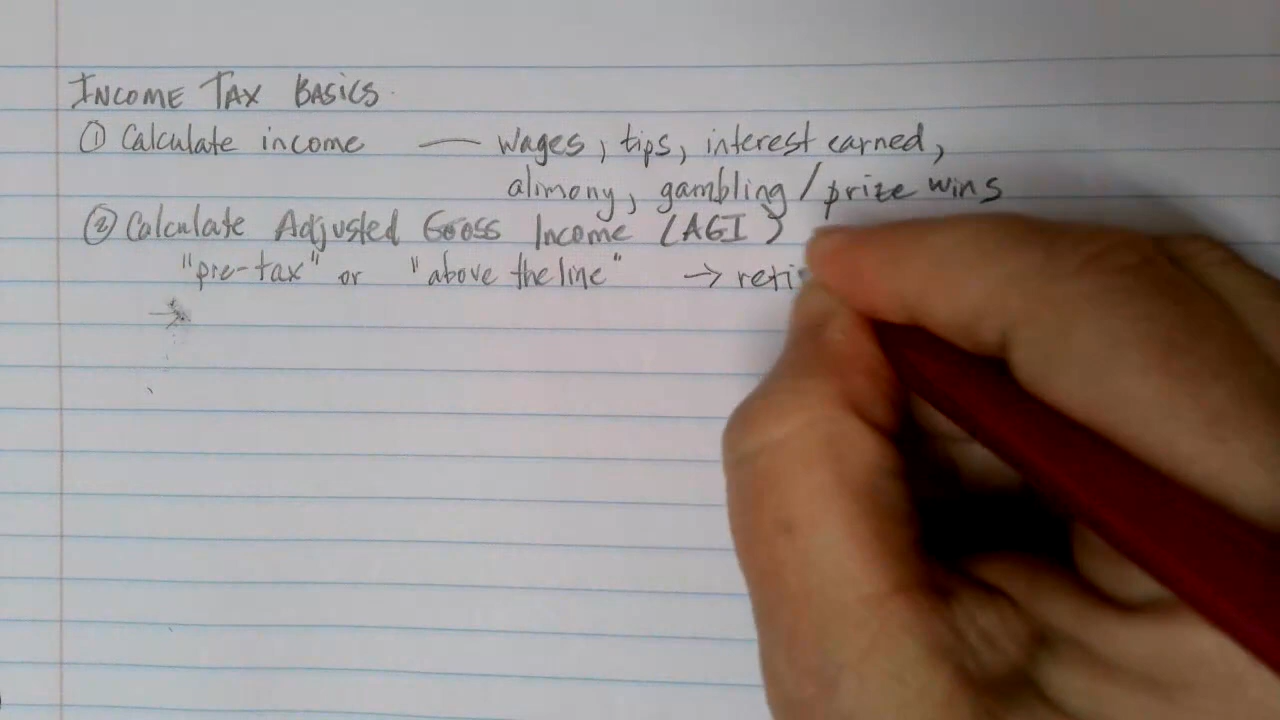 INCOME TAX BASICS
① Calculate income — wages, tips, interest earned,
alimony, gambling / prize wins
② Calculate Adjusted Gross Income (AGI)
"pre-tax" or "above the line" → reti
→